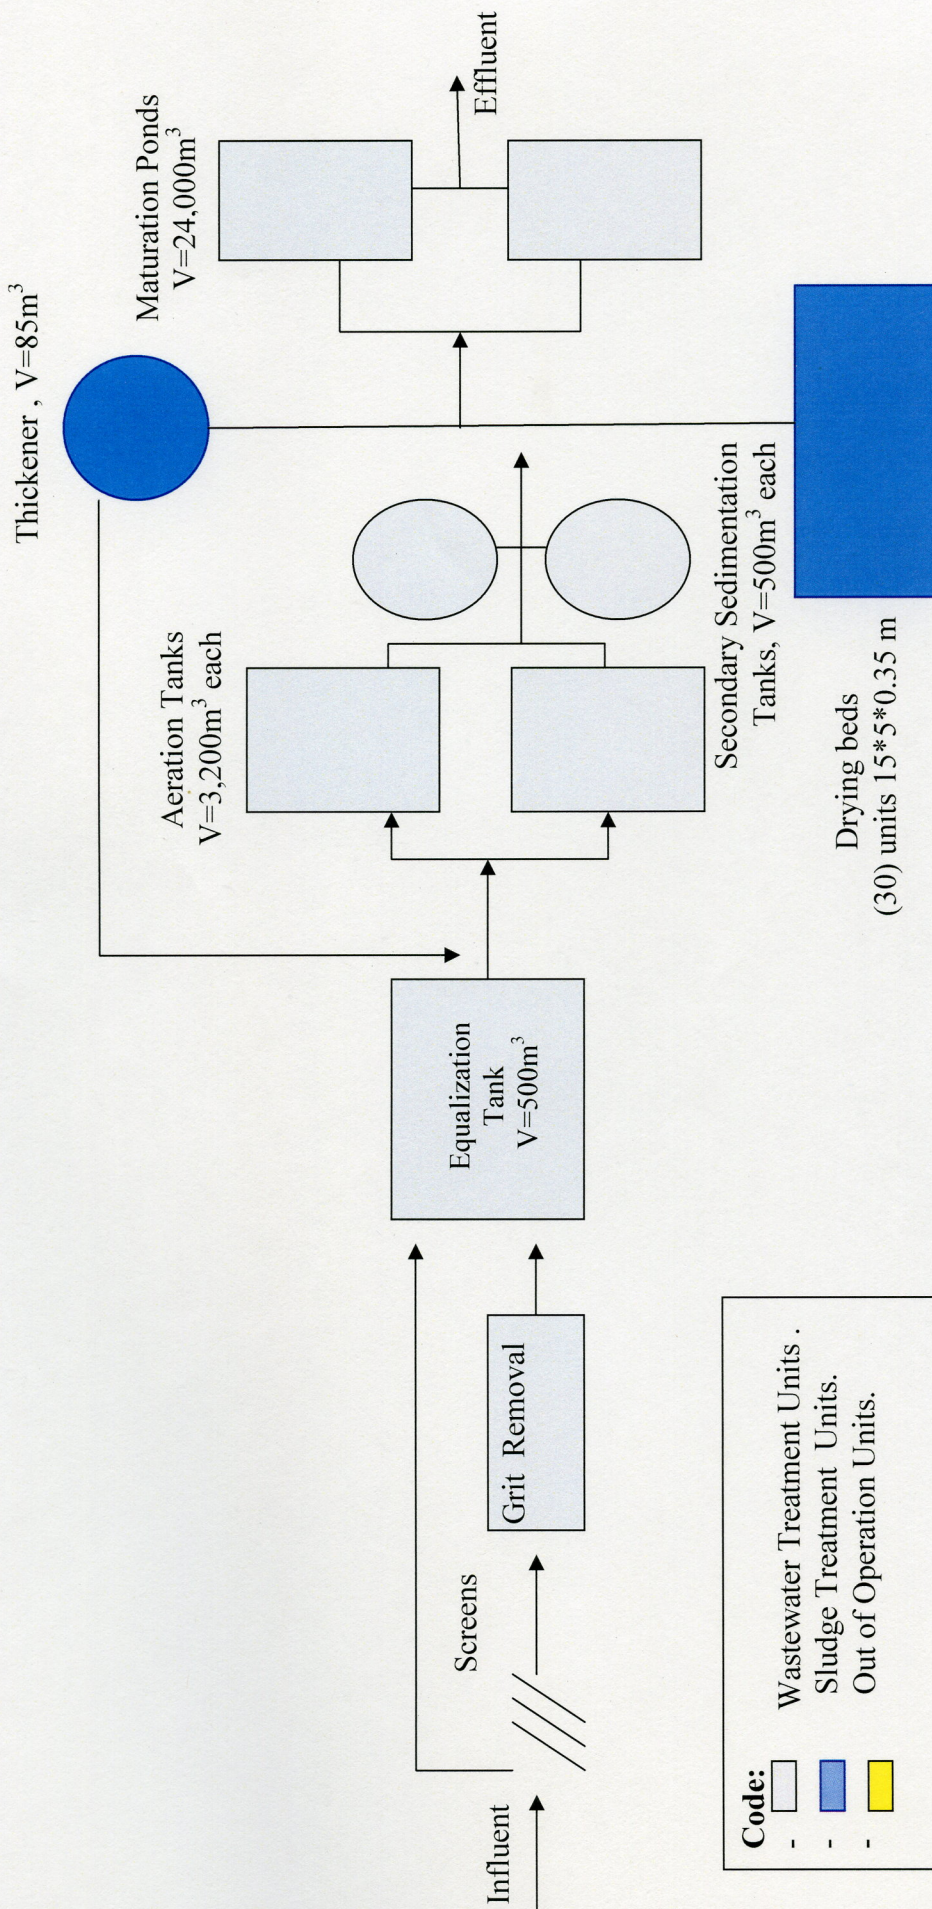 Thickener , V=85m³
Maturation Ponds
V=24,000m³
Effluent
Aeration Tanks
V=3,200m³ each
Secondary Sedimentation
Tanks, V=500m³ each
Equalization
Tank
V=500m³
Drying beds
(30) units 15*5*0.35 m
Grit Removal
Screens
Influent
Code:
- Wastewater Treatment Units .
- Sludge Treatment Units.
- Out of Operation Units.